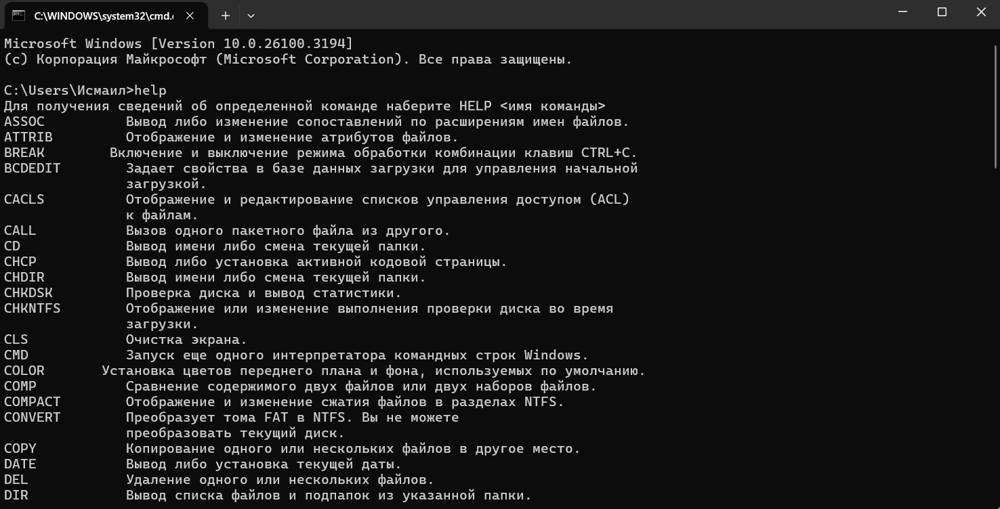 C:\WINDOWS\system32\cmd.
Microsoft Windows [Version 10.0.26100.3194]
(c) Корпорация Майкрософт (Microsoft Corporation). Все права защищены.
C:\Users\Исмаил>help
Для получения сведений об определенной команде наберите HELP <имя команды>
ASSOC          Вывод либо изменение сопоставлений по расширениям имен файлов.
ATTRIB         Отображение и изменение атрибутов файлов.
BREAK        Включение и выключение режима обработки комбинации клавиш CTRL+C.
BCDEDIT        Задает свойства в базе данных загрузки для управления начальной
               загрузкой.
CACLS          Отображение и редактирование списков управления доступом (ACL)
               к файлам.
CALL           Вызов одного пакетного файла из другого.
CD             Вывод имени либо смена текущей папки.
CHCP           Вывод либо установка активной кодовой страницы.
CHDIR          Вывод имени либо смена текущей папки.
CHKDSK         Проверка диска и вывод статистики.
CHKNTFS        Отображение или изменение выполнения проверки диска во время
               загрузки.
CLS            Очистка экрана.
CMD            Запуск еще одного интерпретатора командных строк Windows.
COLOR       Установка цветов переднего плана и фона, используемых по умолчанию.
COMP           Сравнение содержимого двух файлов или двух наборов файлов.
COMPACT        Отображение и изменение сжатия файлов в разделах NTFS.
CONVERT        Преобразует тома FAT в NTFS. Вы не можете
               преобразовать текущий диск.
COPY           Копирование одного или нескольких файлов в другое место.
DATE           Вывод либо установка текущей даты.
DEL            Удаление одного или нескольких файлов.
DIR            Вывод списка файлов и подпапок из указанной папки.